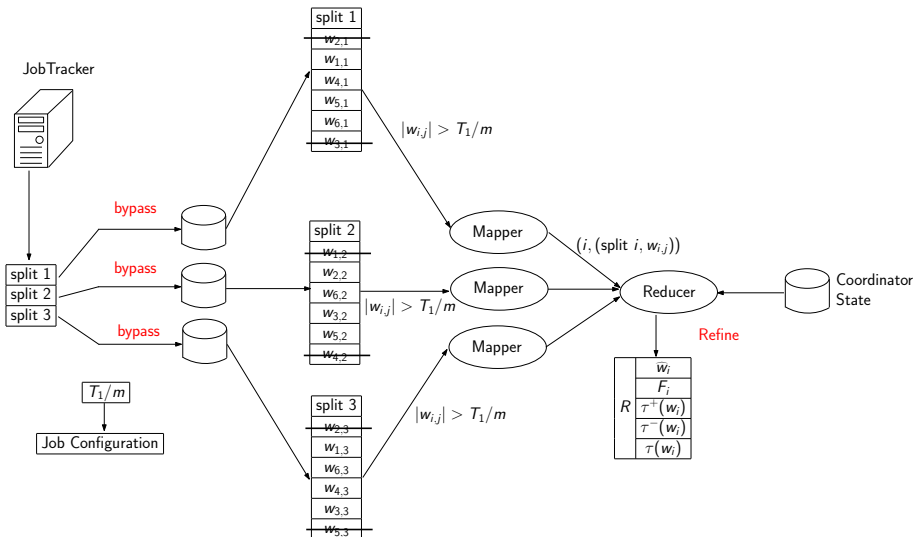 JobTracker
split 1
split 2
split 3
bypass
bypass
bypass
T₁/m
Job Configuration
split 1
w₂,₁
w₁,₁
w₄,₁
w₅,₁
w₆,₁
w₃,₁
split 2
w₁,₂
w₂,₂
w₆,₂
w₃,₂
w₅,₂
w₄,₂
split 3
w₂,₃
w₁,₃
w₆,₃
w₄,₃
w₃,₃
w₅,₃
|wᵢ,ⱼ| > T₁/m
|wᵢ,ⱼ| > T₁/m
|wᵢ,ⱼ| > T₁/m
Mapper
Mapper
Mapper
(i, (split i, wᵢ,ⱼ))
Reducer
Coordinator
State
Refine
R
ŵᵢ
Fᵢ
τ⁺(wᵢ)
τ⁻(wᵢ)
τ(wᵢ)